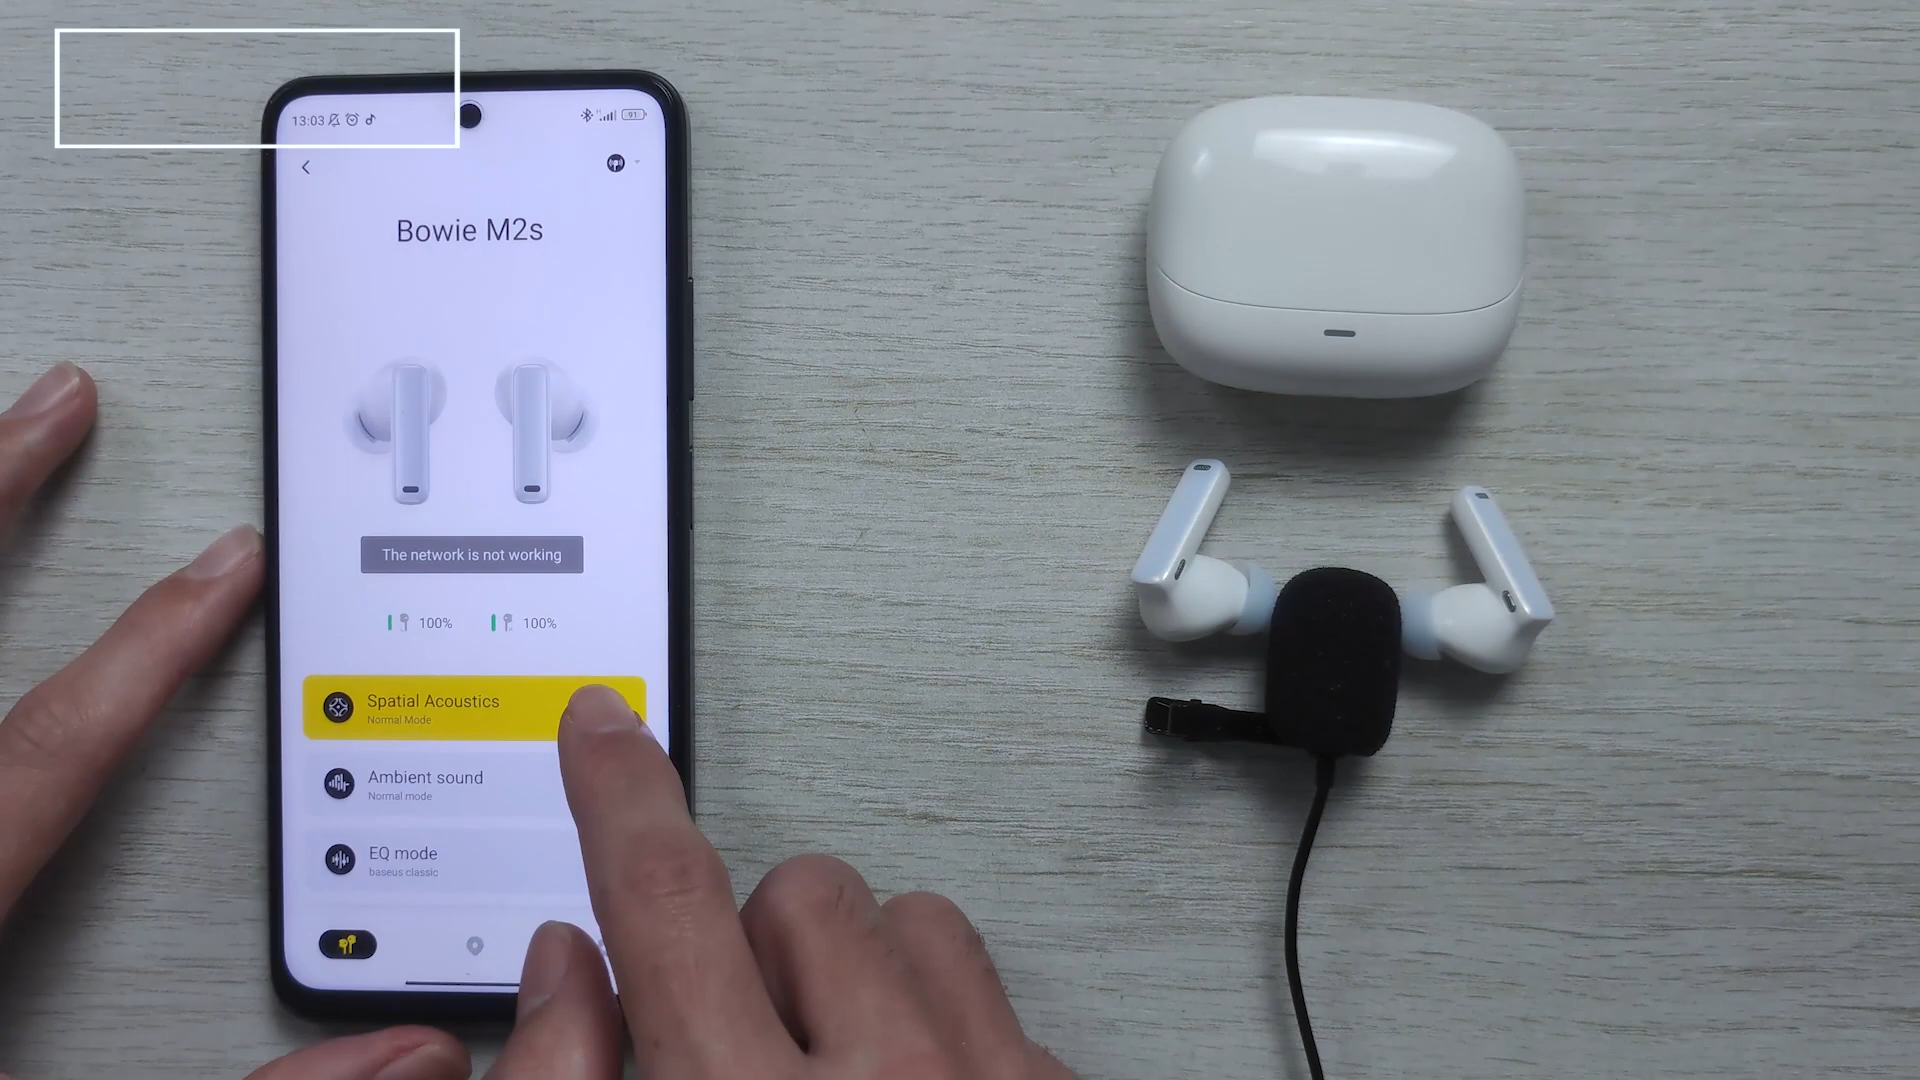 13:03
91
Bowie M2s
The network is not working
100% 100%
Spatial Acoustics
Normal Mode
Ambient sound
Normal mode
EQ mode
baseus classic